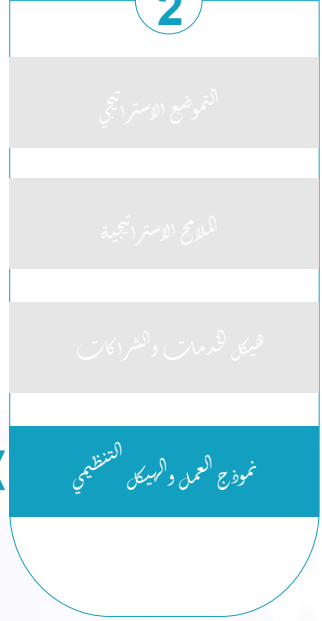 2
التموضع الاستراتيجي
الملامح الاستراتيجية
هيكل الخدمات والشراكات
نموذج العمل والهيكل التنظيمي